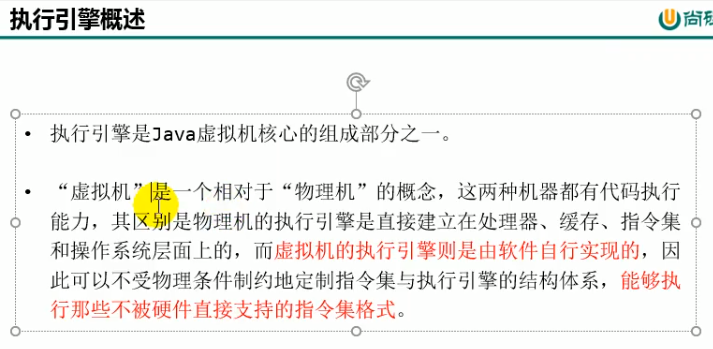 执行引擎概述
尚硅
• 执行引擎是Java虚拟机核心的组成部分之一。
• “虚拟机”是一个相对于“物理机”的概念，这两种机器都有代码执行
能力，其区别是物理机的执行引擎是直接建立在处理器、缓存、指令集
和操作系统层面上的，而虚拟机的执行引擎则是由软件自行实现的，因
此可以不受物理条件制约地定制指令集与执行引擎的结构体系，能够执
行那些不被硬件直接支持的指令集格式。